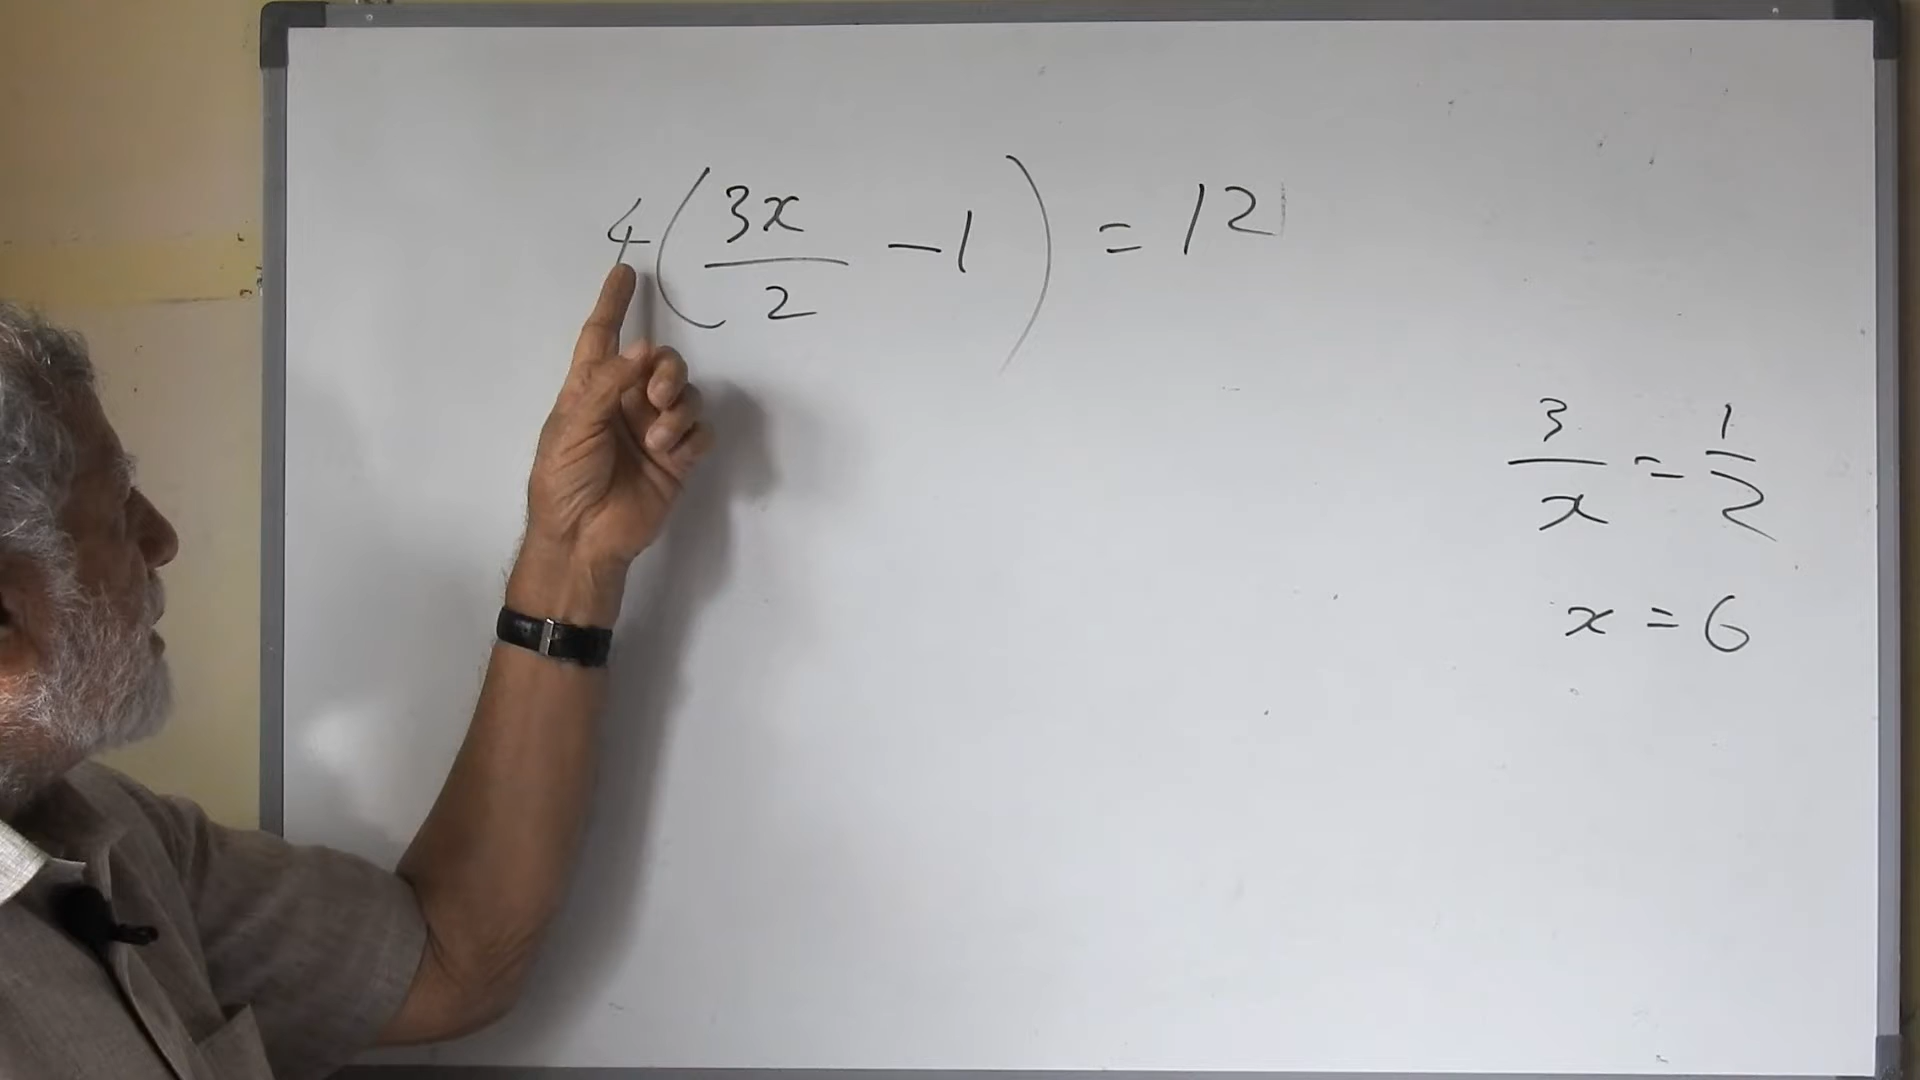 4(3x/2 - 1) = 12
3/x = 1/2
x = 6